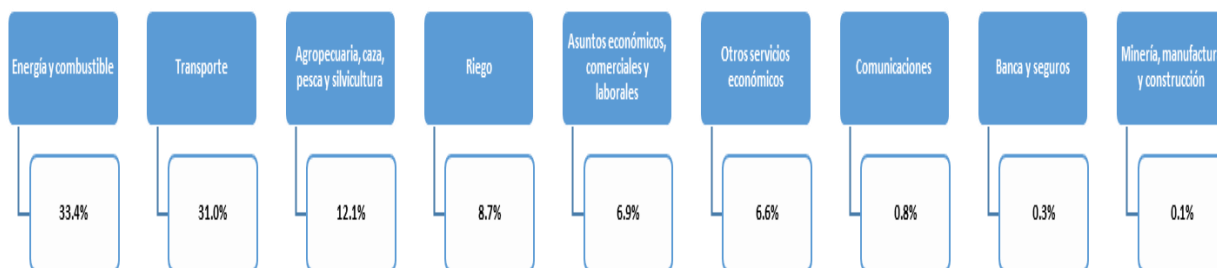 Energía y combustible
Transporte
Agropecuaria, caza,
pesca y silvicultura
Riego
Asuntos económicos,
comerciales y
laborales
Otros servicios
económicos
Comunicaciones
Banca y seguros
Minería, manufactur
y construcción
33.4%
31.0%
12.1%
8.7%
6.9%
6.6%
0.8%
0.3%
0.1%